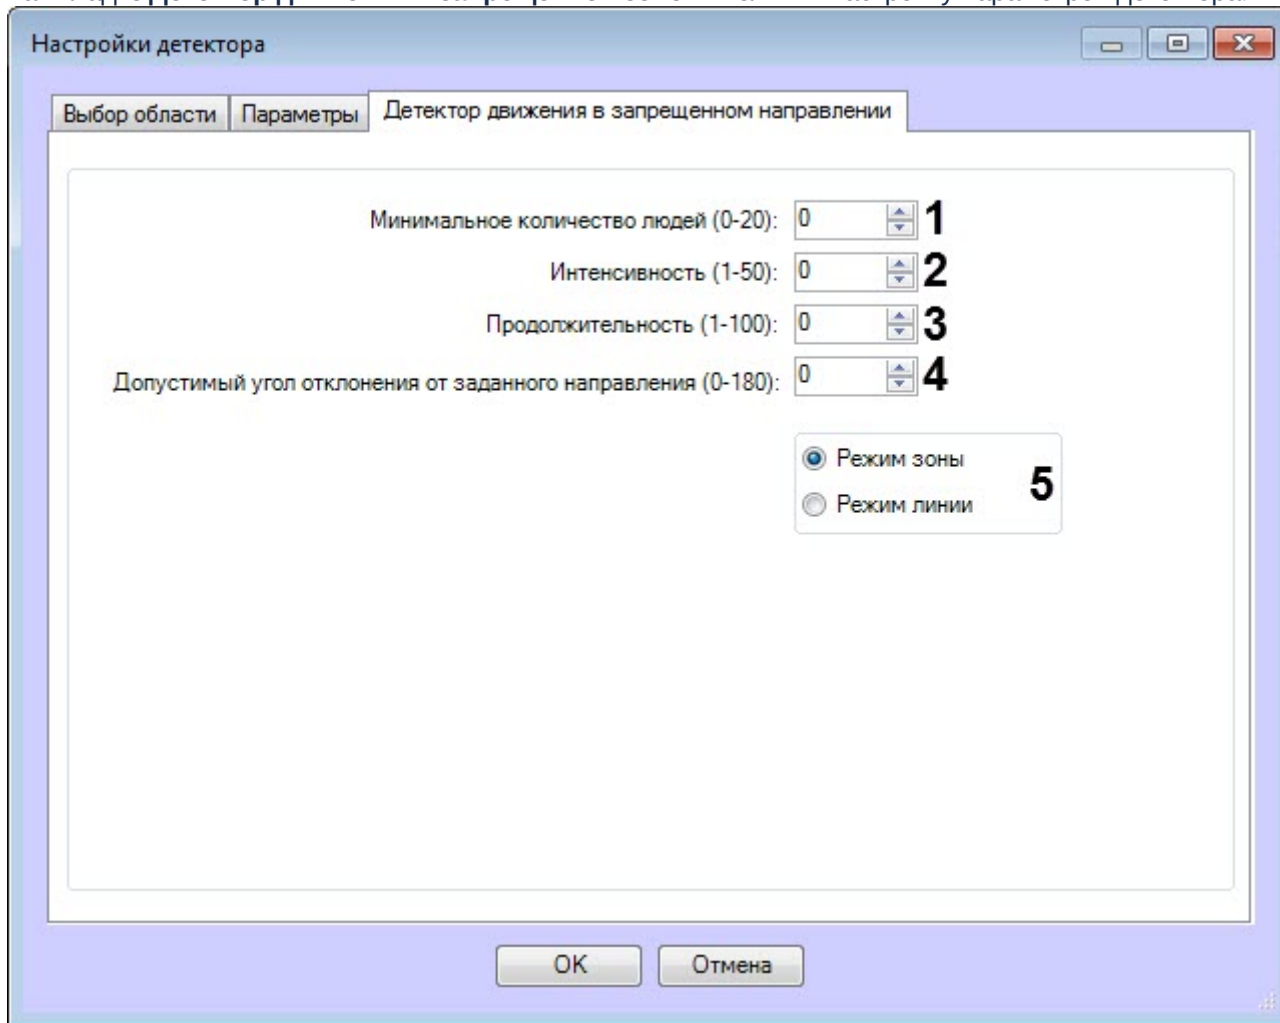 Настройки детектора
Выбор области Параметры Детектор движения в запрещенном направлении
Минимальное количество людей (0-20): 0 1
Интенсивность (1-50): 0 2
Продолжительность (1-100): 0 3
Допустимый угол отклонения от заданного направления (0-180): 0 4
Режим зоны
5
Режим линии
OK Отмена